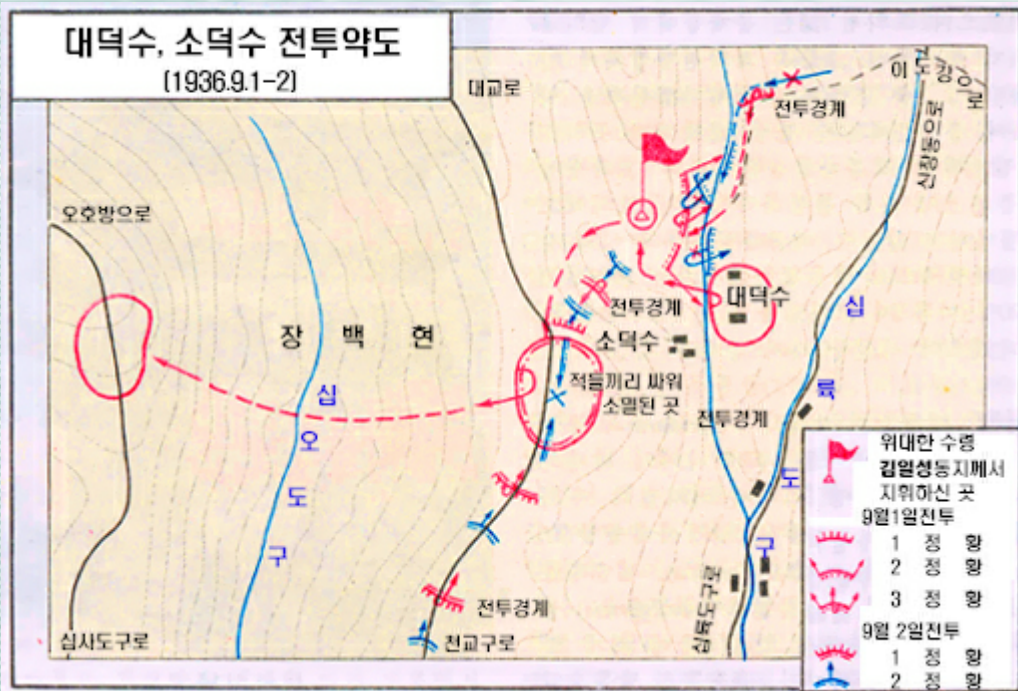 대덕수, 소덕수 전투약도
(1936.9.1-2)
대교로
이도강으로
신창동으로
전투경계
오호방으로
대덕수
전투경계
소덕수
장백현
적들끼리 싸워
소멸된 곳
전투경계
십오도구
십륙도구
전투경계
십사도구로
천교구로
십륙도구로
위대한 수령
김일성동지께서
지휘하신 곳
9월1일전투
1 정 황
2 정 황
3 정 황
9월 2일전투
1 정 황
2 정 황